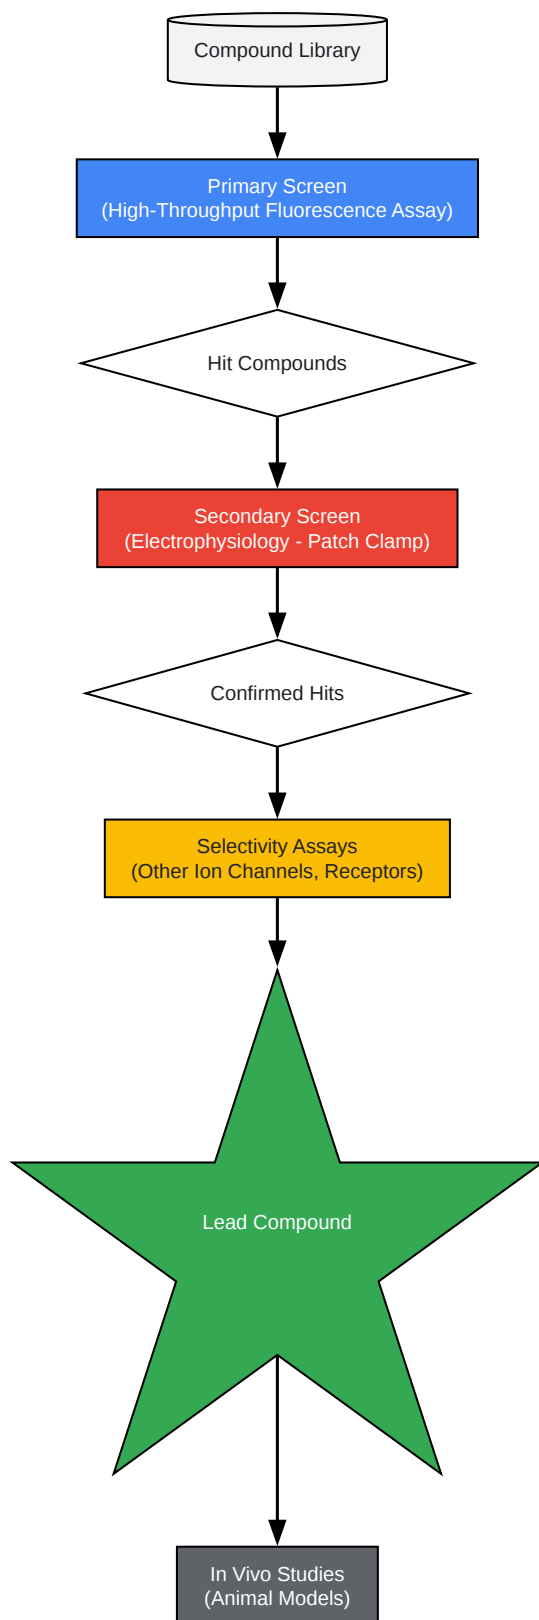 Compound Library
Primary Screen
(High-Throughput Fluorescence Assay)
Hit Compounds
Secondary Screen
(Electrophysiology - Patch Clamp)
Confirmed Hits
Selectivity Assays
(Other Ion Channels, Receptors)
Lead Compound
In Vivo Studies
(Animal Models)